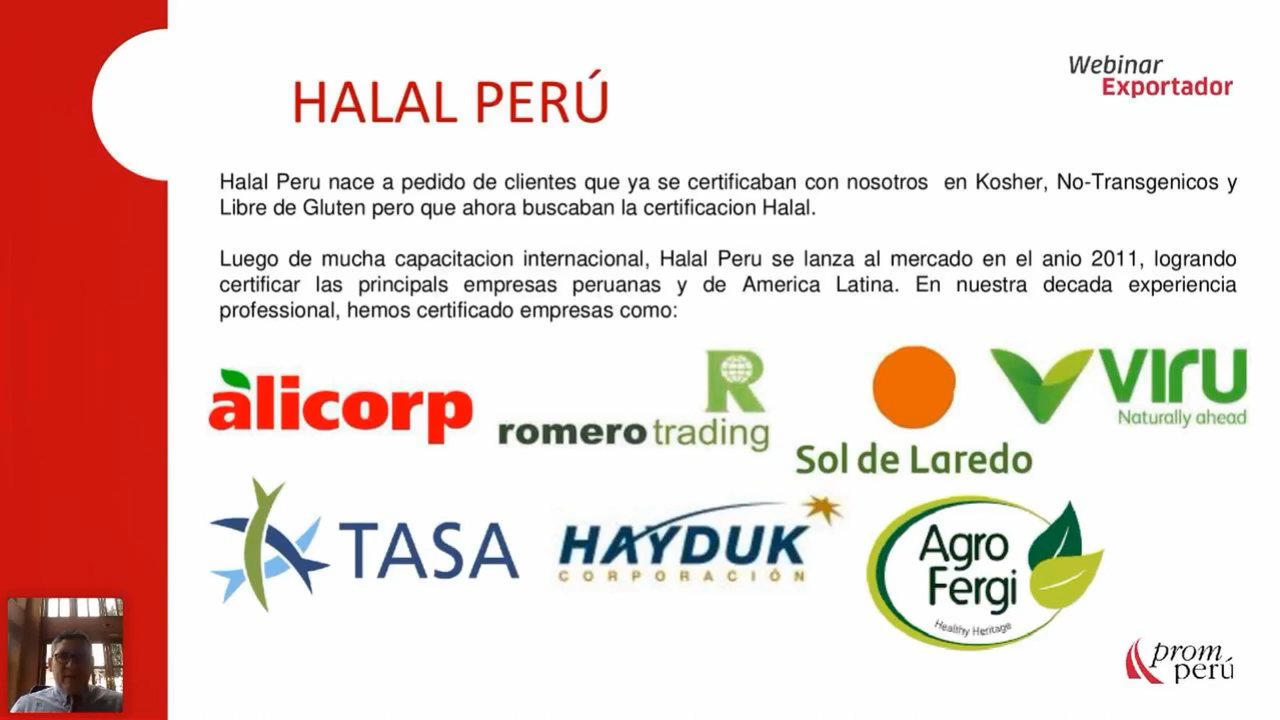 Webinar
Exportador
HALAL PERÚ
Halal Peru nace a pedido de clientes que ya se certificaban con nosotros en Kosher, No-Transgenicos y
Libre de Gluten pero que ahora buscaban la certificacion Halal.
Luego de mucha capacitacion internacional, Halal Peru se lanza al mercado en el anio 2011, logrando
certificar las principals empresas peruanas y de America Latina. En nuestra decada experiencia
professional, hemos certificado empresas como:
alicorp
R
romero trading
Sol de Laredo
VIrU
Naturally ahead
TASA
HAYDUK
CORPORACIÓN
Agro
Fergi
Healthy Heritage
prom
perú